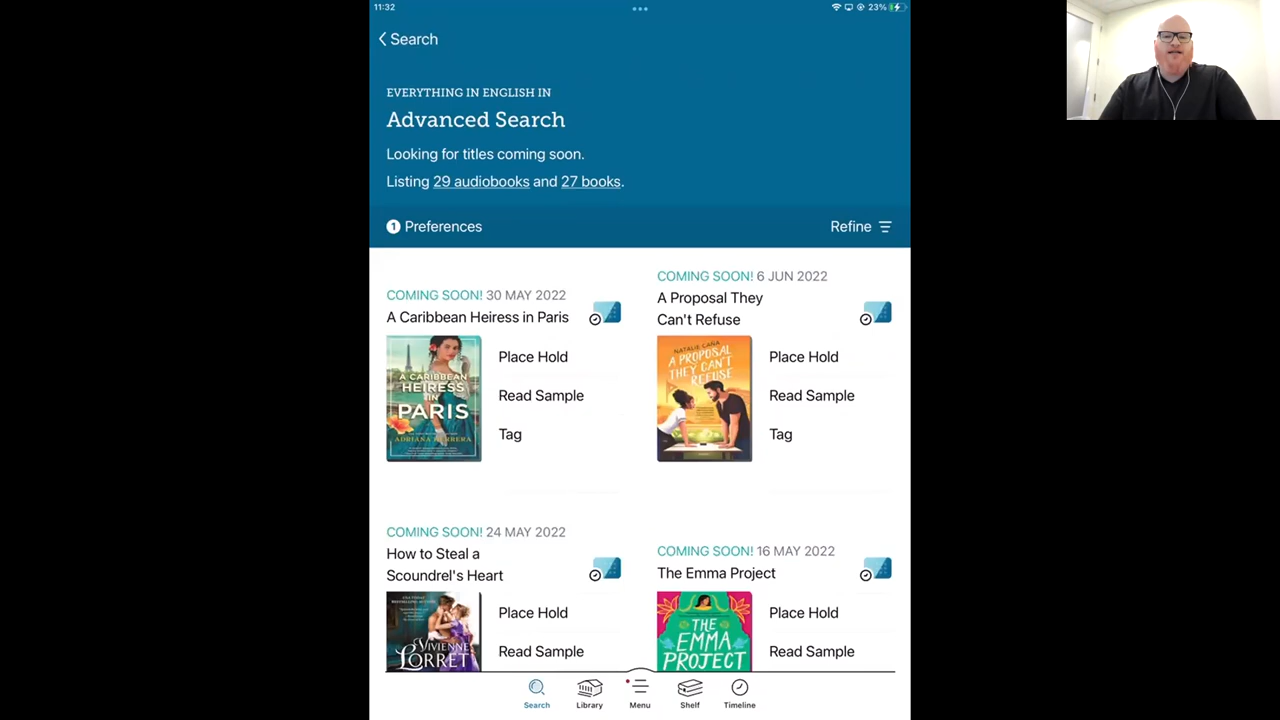 11:32
23%
Search
EVERYTHING IN ENGLISH IN
Advanced Search
Looking for titles coming soon.
Listing 29 audiobooks and 27 books.
1 Preferences
Refine
COMING SOON! 30 MAY 2022
A Caribbean Heiress in Paris
A CARIBBEAN
HEIRESS
IN
PARIS
ADRIANA HERRERA
Place Hold
Read Sample
Tag
COMING SOON! 6 JUN 2022
A Proposal They
Can't Refuse
NATALIE CAÑA
A PROPOSAL
THEY CAN'T
REFUSE
Place Hold
Read Sample
Tag
COMING SOON! 24 MAY 2022
How to Steal a
Scoundrel's Heart
VIVIENNE
LORRET
Place Hold
Read Sample
COMING SOON! 16 MAY 2022
The Emma Project
THE
EMMA
PROJECT
Place Hold
Read Sample
Search
Library
Menu
Shelf
Timeline